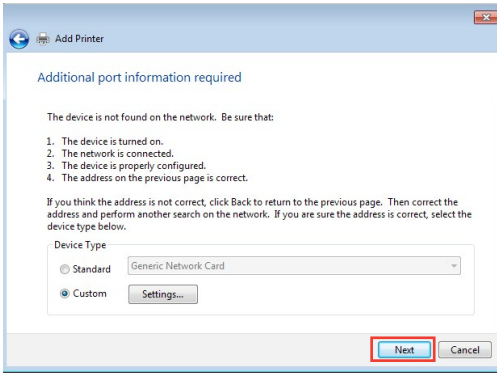 Add Printer
Additional port information required
The device is not found on the network. Be sure that:
1. The device is turned on.
2. The network is connected.
3. The device is properly configured.
4. The address on the previous page is correct.
If you think the address is not correct, click Back to return to the previous page. Then correct the
address and perform another search on the network. If you are sure the address is correct, select the
device type below.
Device Type
Standard Generic Network Card
Custom Settings...
Next Cancel